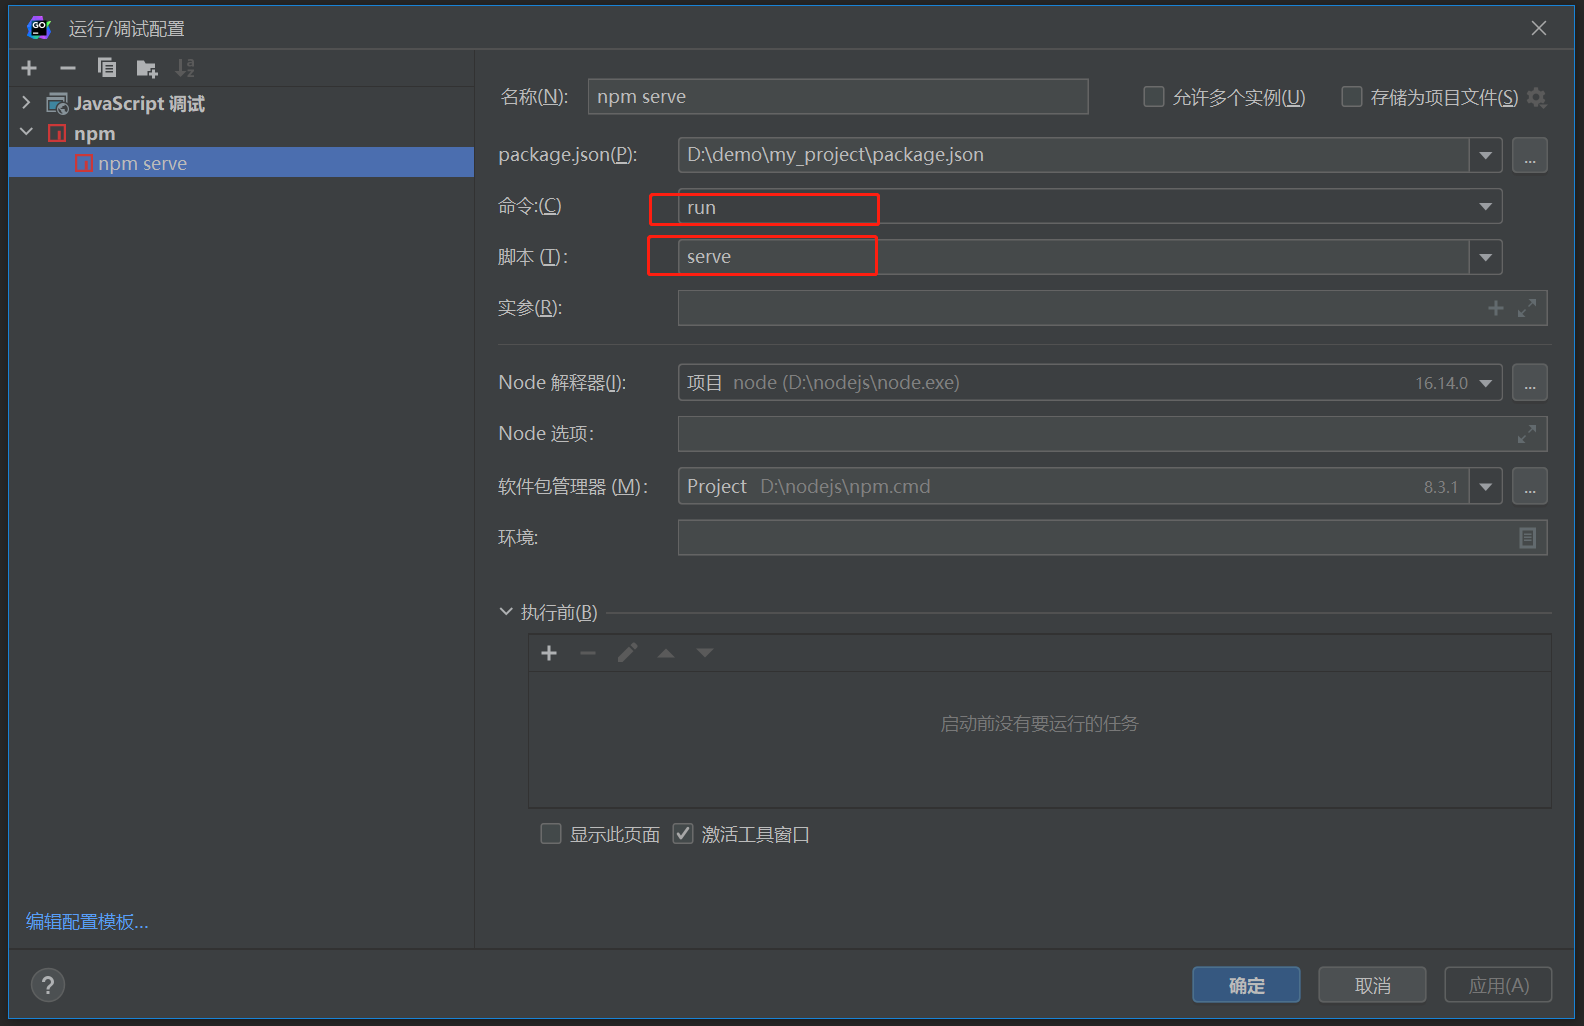 运行/调试配置
JavaScript 调试
npm
npm serve
名称(N): npm serve 允许多个实例(U) 存储为项目文件(S)
package.json(P): D:\demo\my_project\package.json ...
命令:(C) run
脚本 (T): serve
实参(R):
Node 解释器(I): 项目 node (D:\nodejs\node.exe) 16.14.0 ...
Node 选项:
软件包管理器 (M): Project D:\nodejs\npm.cmd 8.3.1 ...
环境:
执行前(B)
启动前没有要运行的任务
显示此页面 激活工具窗口
编辑配置模板...
? 确定 取消 应用(A)